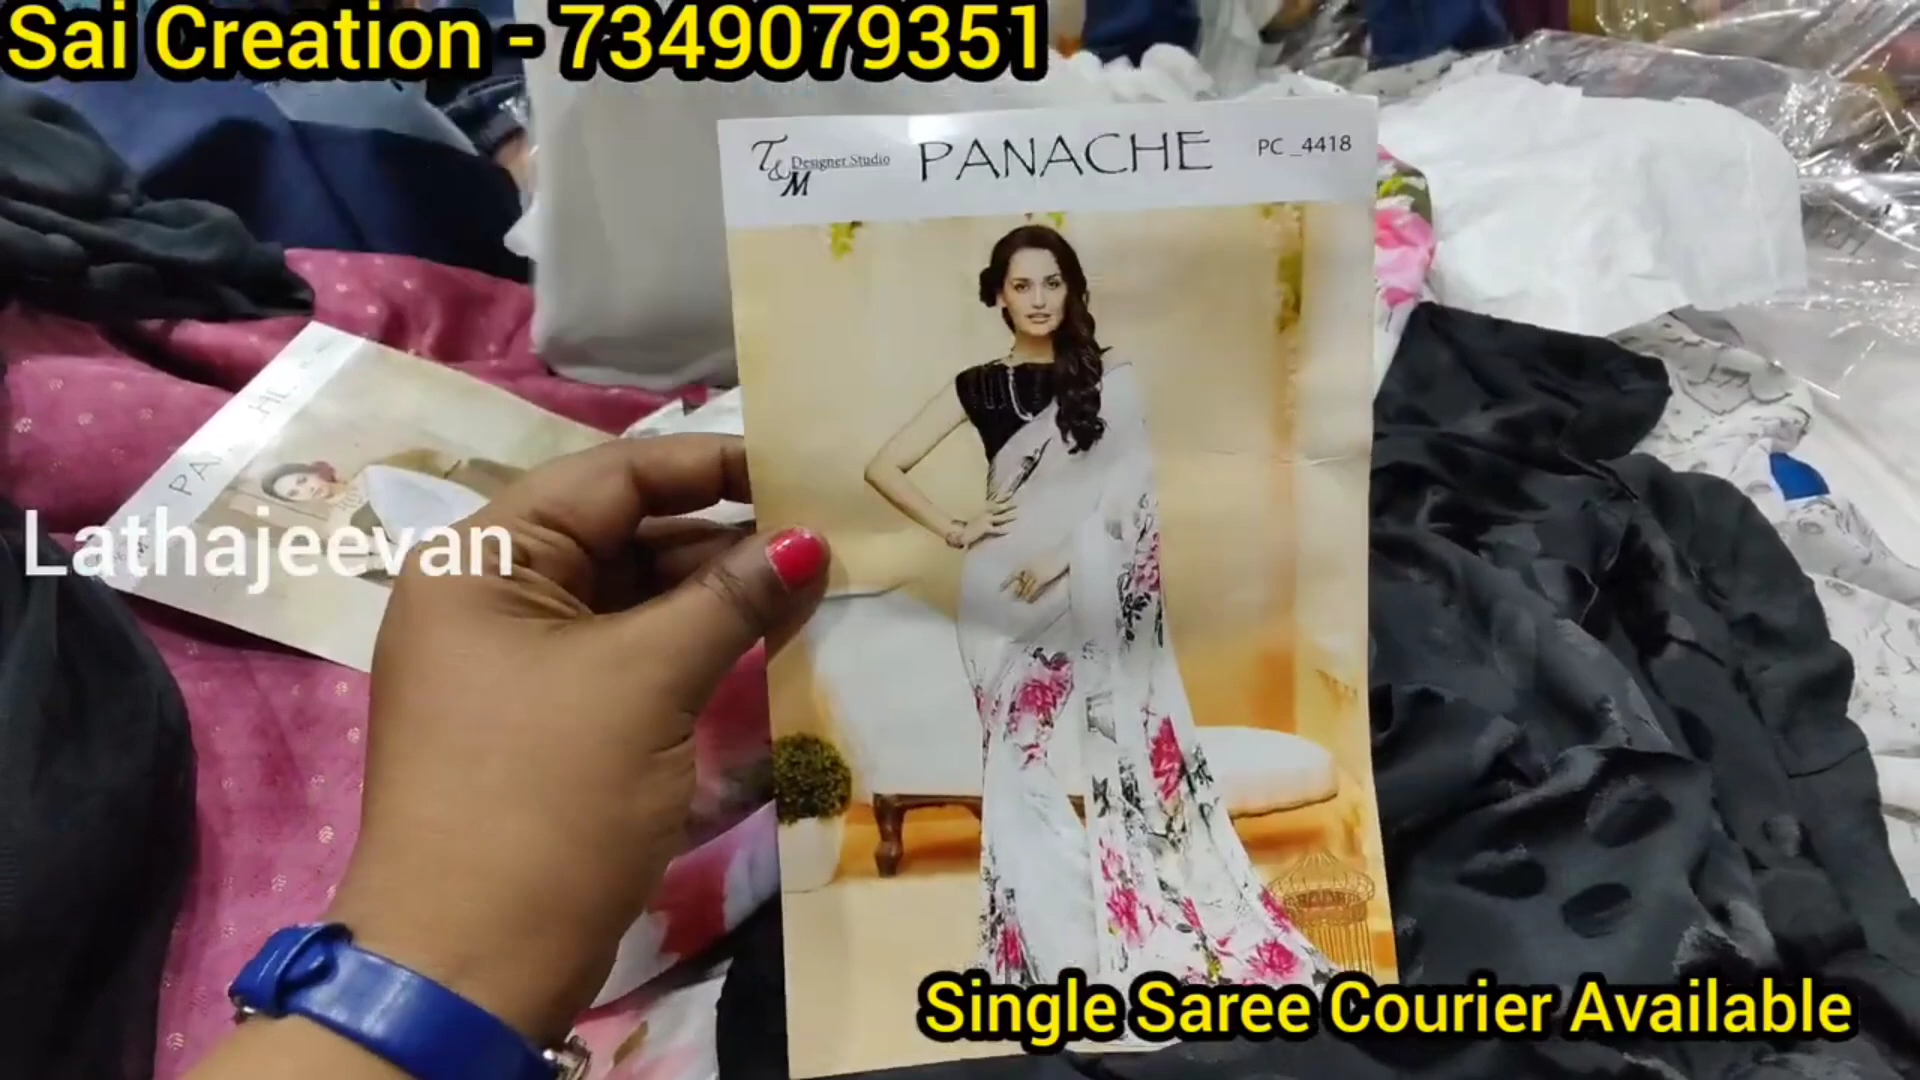 Sai Creation - 7349079351
T&M Designer Studio PANACHE PC_4418
Lathajeevan
Single Saree Courier Available